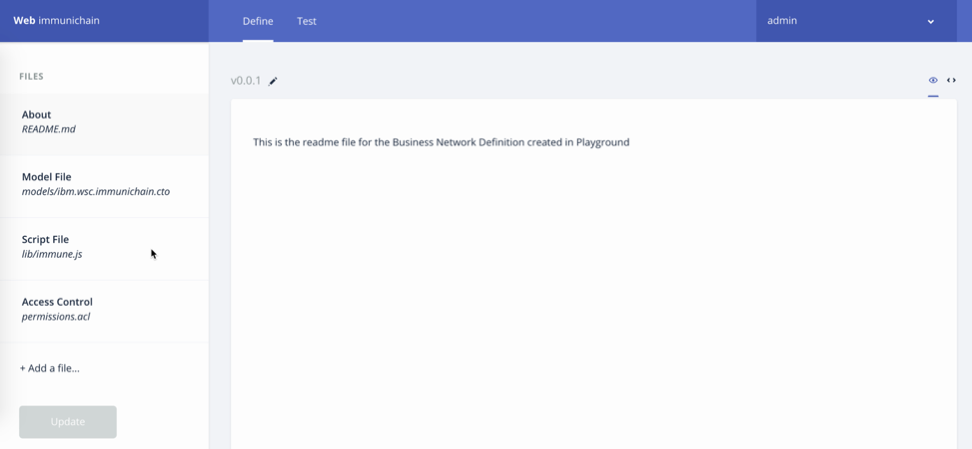 Web immunichain
Define
Test
admin
FILES
v0.0.1
About
README.md
This is the readme file for the Business Network Definition created in Playground
Model File
models/ibm.wsc.immunichain.cto
Script File
lib/immune.js
Access Control
permissions.acl
+ Add a file...
Update